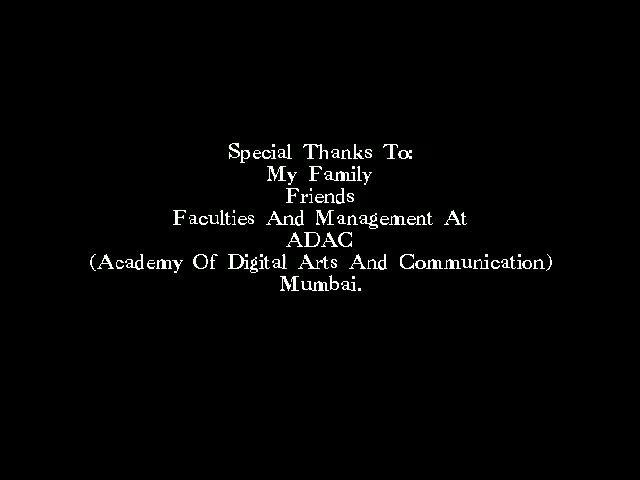 Special Thanks To:
My Family
Friends
Faculties And Management At
ADAC
(Academy Of Digital Arts And Communication)
Mumbai.